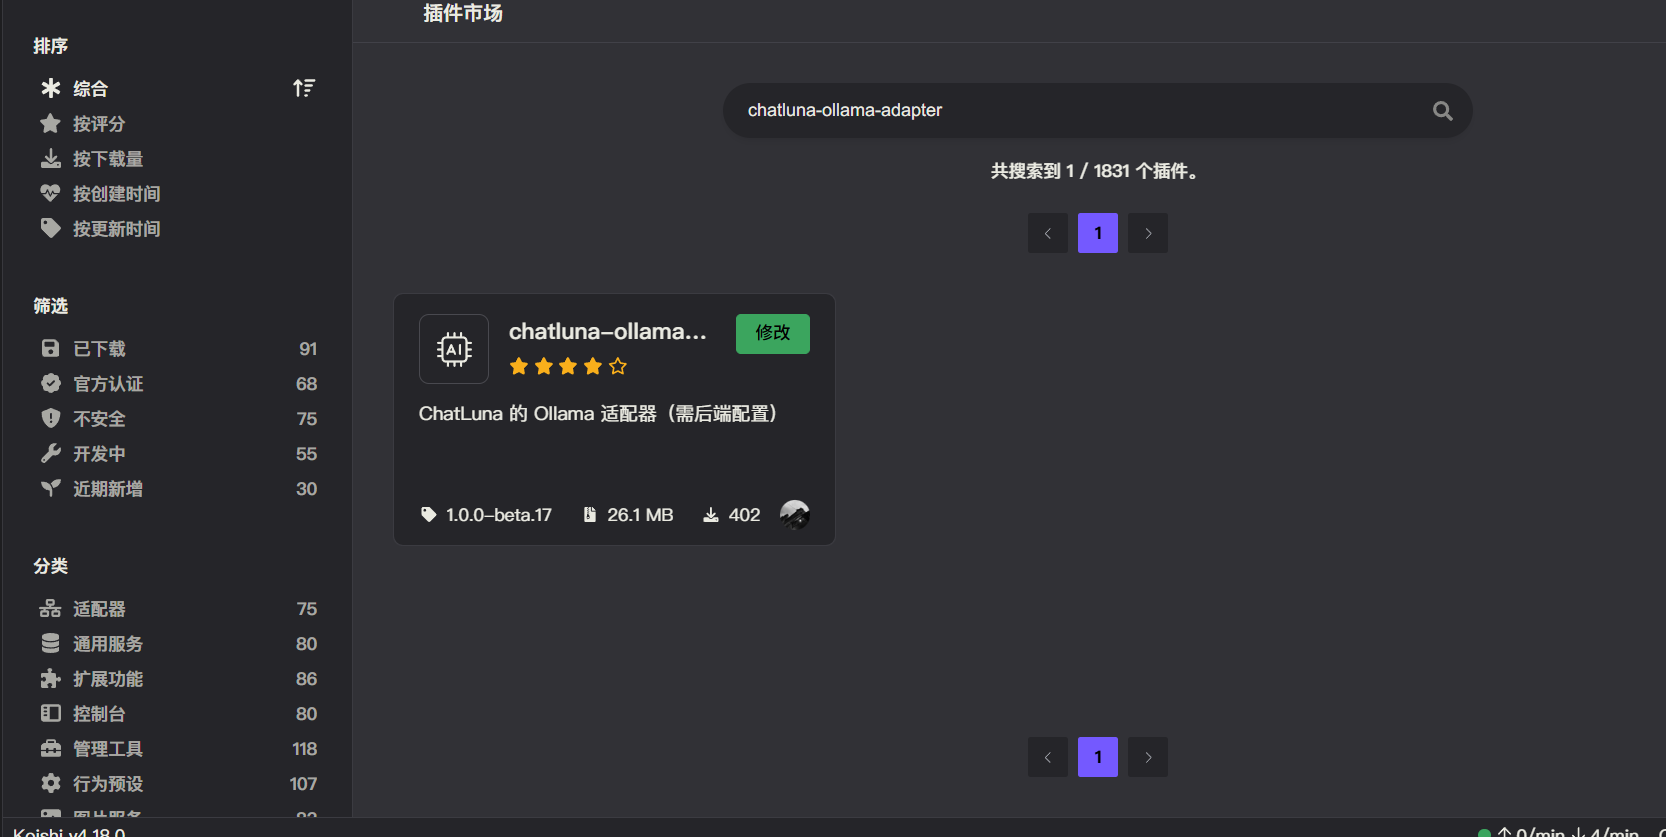 排序
综合
按评分
按下载量
按创建时间
按更新时间
筛选
已下载 91
官方认证 68
不安全 75
开发中 55
近期新增 30
分类
适配器 75
通用服务 80
扩展功能 86
控制台 80
管理工具 118
行为预设 107
图片服务
插件市场
chatluna-ollama-adapter
共搜索到 1 / 1831 个插件。
1
chatluna-ollama...
修改
AI
ChatLuna 的 Ollama 适配器（需后端配置）
1.0.0-beta.17 26.1 MB 402
1
Koishi v4.18.0
0/min 4/min